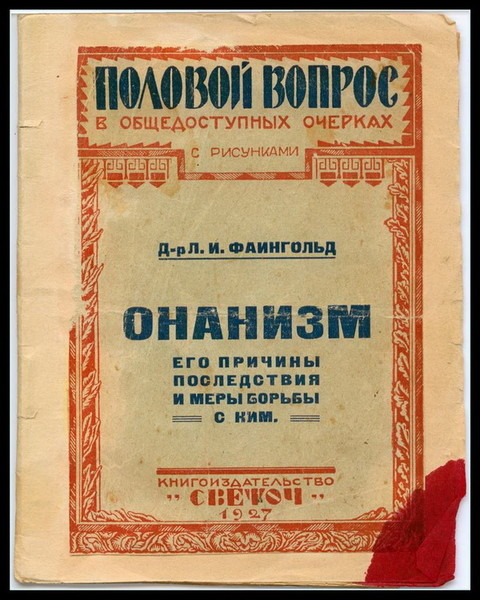 ПОЛОВОЙ ВОПРОС
В ОБЩЕДОСТУПНЫХ ОЧЕРКАХ
С РИСУНКАМИ
Д-р Л. И. ФАИНГОЛЬД
ОНАНИЗМ
ЕГО ПРИЧИНЫ
ПОСЛЕДСТВИЯ
И МЕРЫ БОРЬБЫ
С НИМ.
КНИГОИЗДАТЕЛЬСТВО
"СВЕТОЧ"
1927